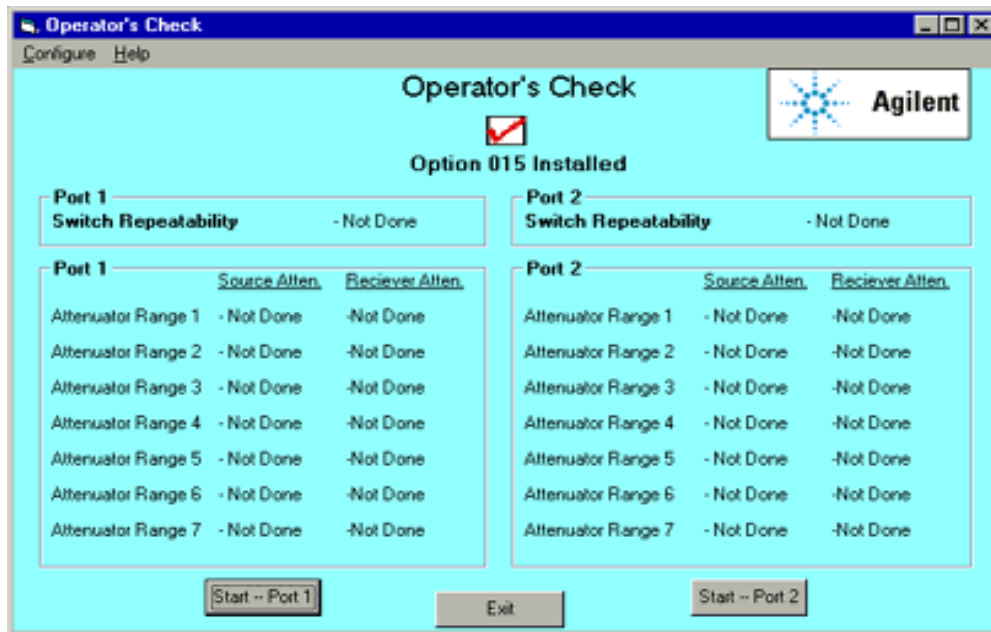 Operator's Check
Configure Help
Operator's Check
Agilent
Option 015 Installed
Port 1
Switch Repeatability - Not Done
Port 2
Switch Repeatability - Not Done
Port 1
Source Atten. Reciever Atten.
Attenuator Range 1 - Not Done -Not Done
Attenuator Range 2 - Not Done -Not Done
Attenuator Range 3 - Not Done -Not Done
Attenuator Range 4 - Not Done -Not Done
Attenuator Range 5 - Not Done -Not Done
Attenuator Range 6 - Not Done -Not Done
Attenuator Range 7 - Not Done -Not Done
Port 2
Source Atten. Reciever Atten.
Attenuator Range 1 - Not Done -Not Done
Attenuator Range 2 - Not Done -Not Done
Attenuator Range 3 - Not Done -Not Done
Attenuator Range 4 - Not Done -Not Done
Attenuator Range 5 - Not Done -Not Done
Attenuator Range 6 - Not Done -Not Done
Attenuator Range 7 - Not Done -Not Done
Start -- Port 1
Exit
Start -- Port 2